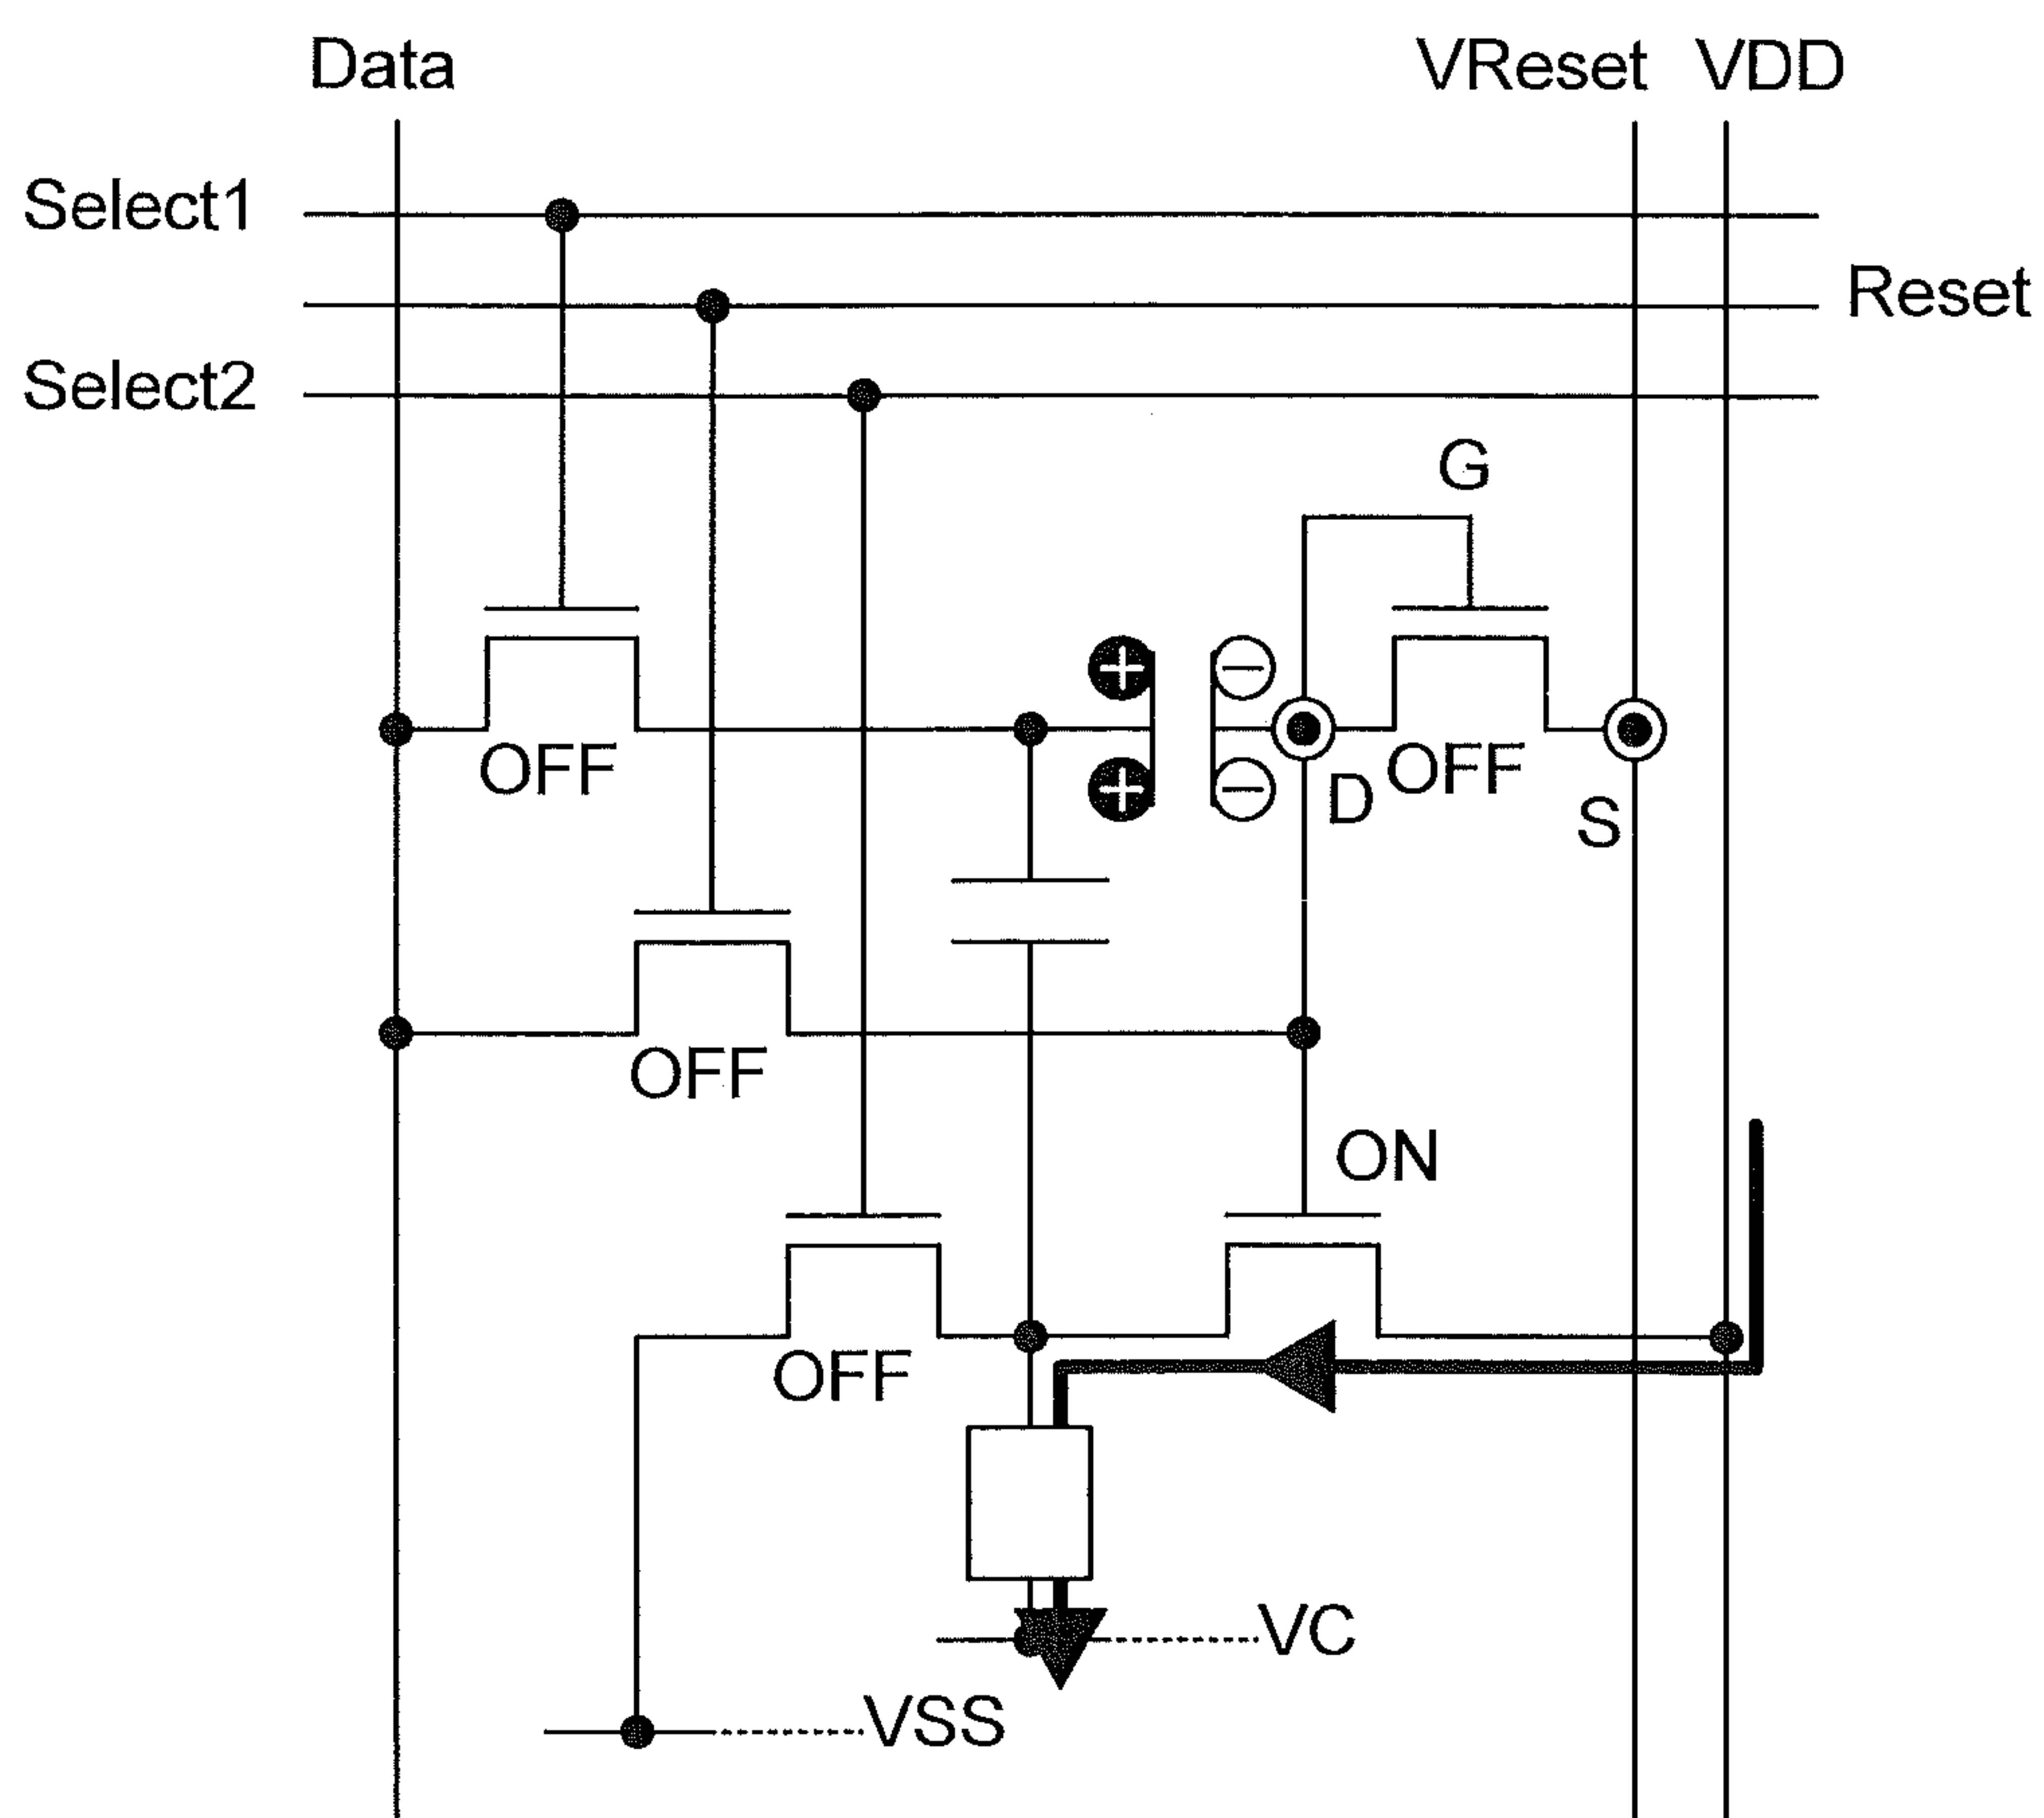 Data
VReset
VDD
Select1
Reset
Select2
G
OFF
D
OFF
S
OFF
ON
OFF
VC
VSS